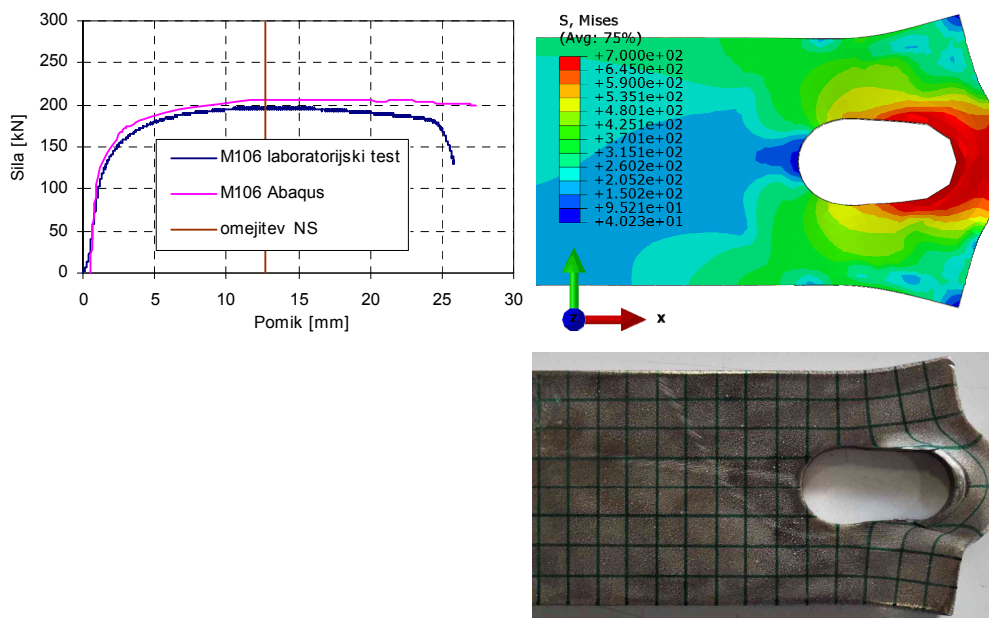 300
250
200
150
100
50
0
0
5
10
15
20
25
30
Sila [kN]
Pomik [mm]
M106 laboratorijski test
M106 Abaqus
omejitev NS
S, Mises
(Avg: 75%)
+7.000e+02
+6.450e+02
+5.900e+02
+5.351e+02
+4.801e+02
+4.251e+02
+3.701e+02
+3.151e+02
+2.602e+02
+2.052e+02
+1.502e+02
+9.521e+01
+4.023e+01
Z
x